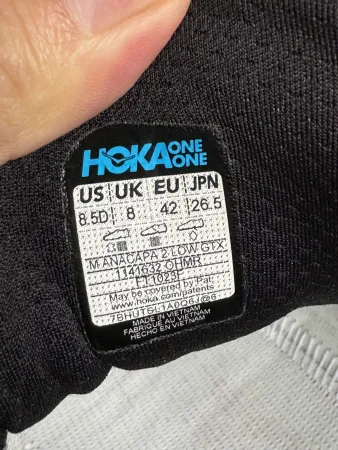 HOKA ONE ONE
US UK EU JPN
8.5D 8 42 26.5
M ANACAPA 2 LOW GTX
1141632 OHMR
May be covered by Pat.
www.hoka.com/patents
MADE IN VIETNAM
FABRIQUÉ AU VIETNAM
HECHO EN VIETNAM